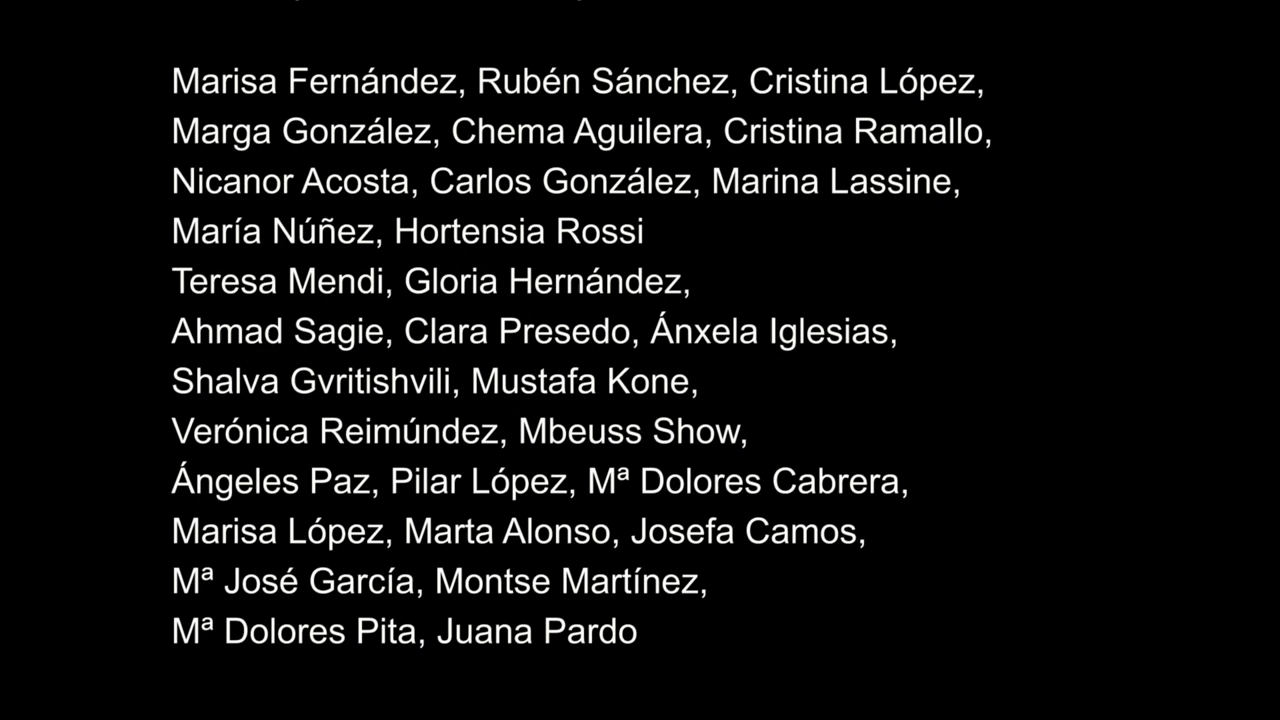 Marisa Fernández, Rubén Sánchez, Cristina López,
Marga González, Chema Aguilera, Cristina Ramallo,
Nicanor Acosta, Carlos González, Marina Lassine,
María Núñez, Hortensia Rossi
Teresa Mendi, Gloria Hernández,
Ahmad Sagie, Clara Presedo, Ánxela Iglesias,
Shalva Gvritishvili, Mustafa Kone,
Verónica Reimúndez, Mbeuss Show,
Ángeles Paz, Pilar López, Mª Dolores Cabrera,
Marisa López, Marta Alonso, Josefa Camos,
Mª José García, Montse Martínez,
Mª Dolores Pita, Juana Pardo